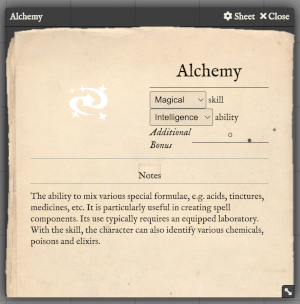 Alchemy Sheet Close
Alchemy
Magical skill
Intelligence ability
Additional
Bonus
Notes
The ability to mix various special formulae, e.g. acids, tinctures,
medicines, etc. It is particularly useful in creating spell
components. Its use typically requires an equipped laboratory.
With the skill, the character can also identify various chemicals,
poisons and elixirs.